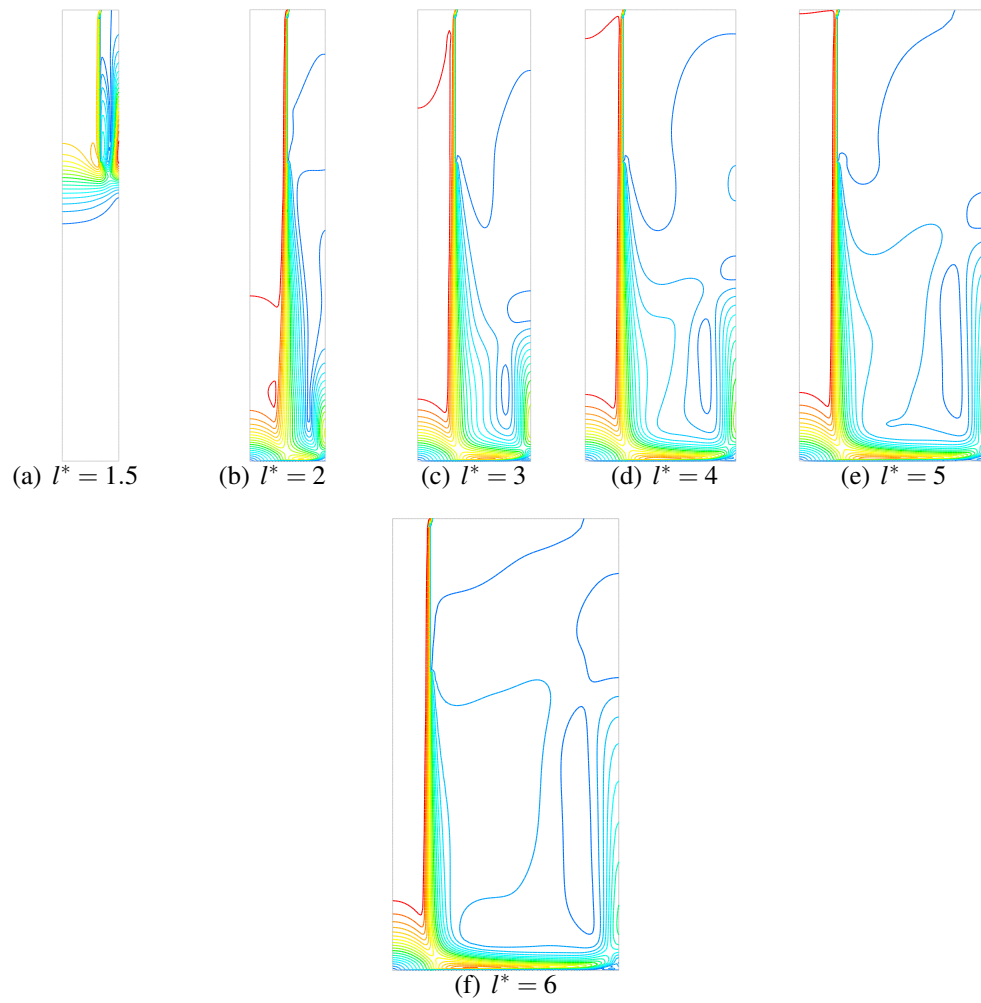 (a) l* = 1.5
(b) l* = 2
(c) l* = 3
(d) l* = 4
(e) l* = 5
(f) l* = 6